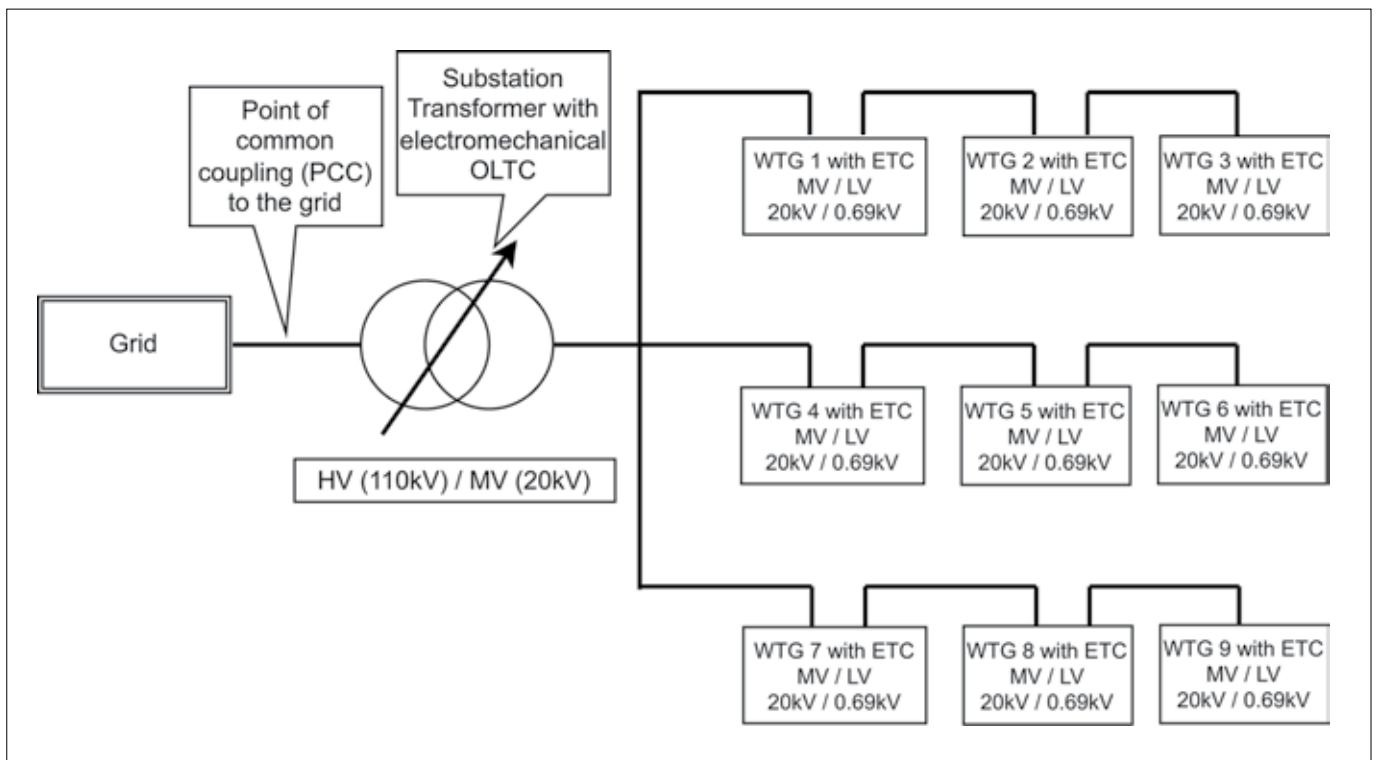 Point of
common
coupling (PCC)
to the grid
Substation
Transformer with
electromechanical
OLTC
Grid
HV (110kV) / MV (20kV)
WTG 1 with ETC
MV / LV
20kV / 0.69kV
WTG 2 with ETC
MV / LV
20kV / 0.69kV
WTG 3 with ETC
MV / LV
20kV / 0.69kV
WTG 4 with ETC
MV / LV
20kV / 0.69kV
WTG 5 with ETC
MV / LV
20kV / 0.69kV
WTG 6 with ETC
MV / LV
20kV / 0.69kV
WTG 7 with ETC
MV / LV
20kV / 0.69kV
WTG 8 with ETC
MV / LV
20kV / 0.69kV
WTG 9 with ETC
MV / LV
20kV / 0.69kV